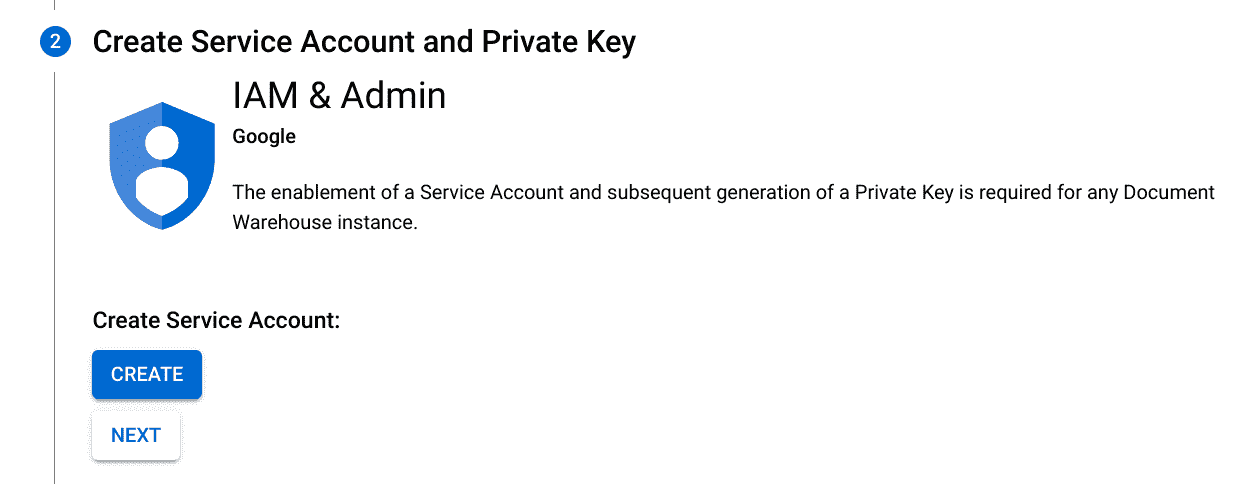 2 Create Service Account and Private Key
IAM & Admin
Google
The enablement of a Service Account and subsequent generation of a Private Key is required for any Document
Warehouse instance.
Create Service Account:
CREATE
NEXT